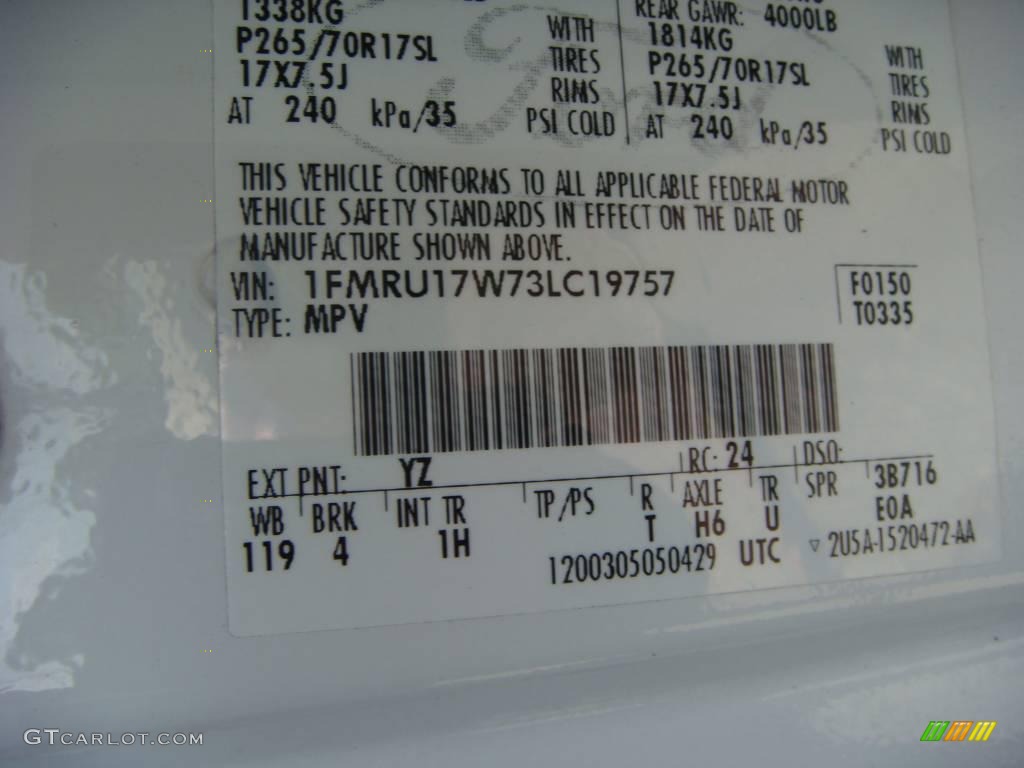 1338KG
P265/70R17SL
17X7.5J
AT 240 kPa/35
WITH
TIRES
RIMS
PSI COLD
REAR GAWR: 4000LB
1814KG
P265/70R17SL
17X7.5J
AT 240 kPa/35
WITH
TIRES
RIMS
PSI COLD
THIS VEHICLE CONFORMS TO ALL APPLICABLE FEDERAL MOTOR
VEHICLE SAFETY STANDARDS IN EFFECT ON THE DATE OF
MANUFACTURE SHOWN ABOVE.
VIN: 1FMRU17W73LC19757
TYPE: MPV
F0150
T0335
EXT PNT: YZ RC: 24 DSO:
WB BRK INT TR TP/PS R AXLE TR SPR 3B716
119 4 1H T H6 U E0A
1200305050429 UTC ▽ 2U5A-1520472-AA
GTCARLOT.COM